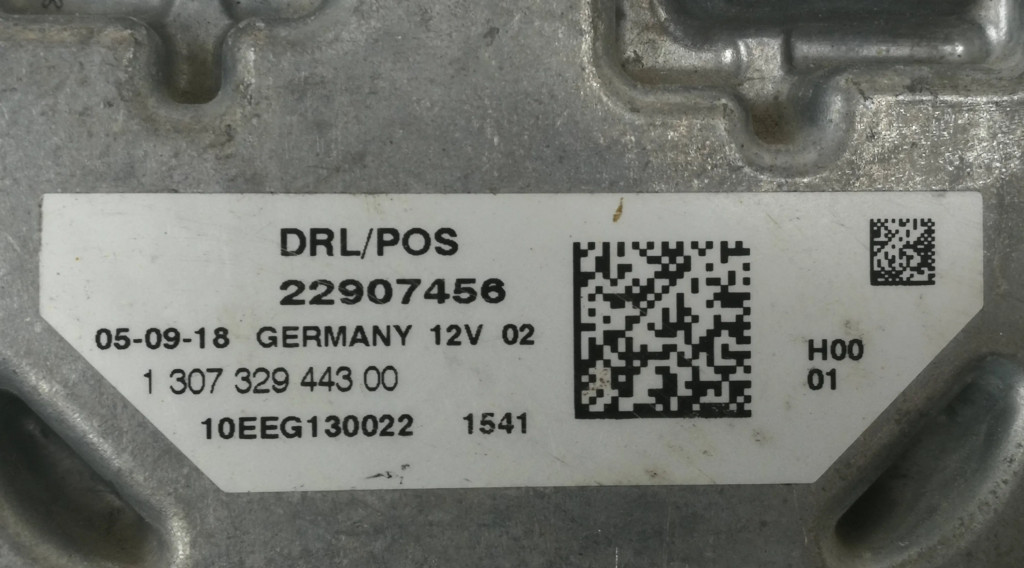 DRL/POS
22907456
05-09-18 GERMANY 12V 02
1 307 329 443 00
10EEG130022 1541
H00
01